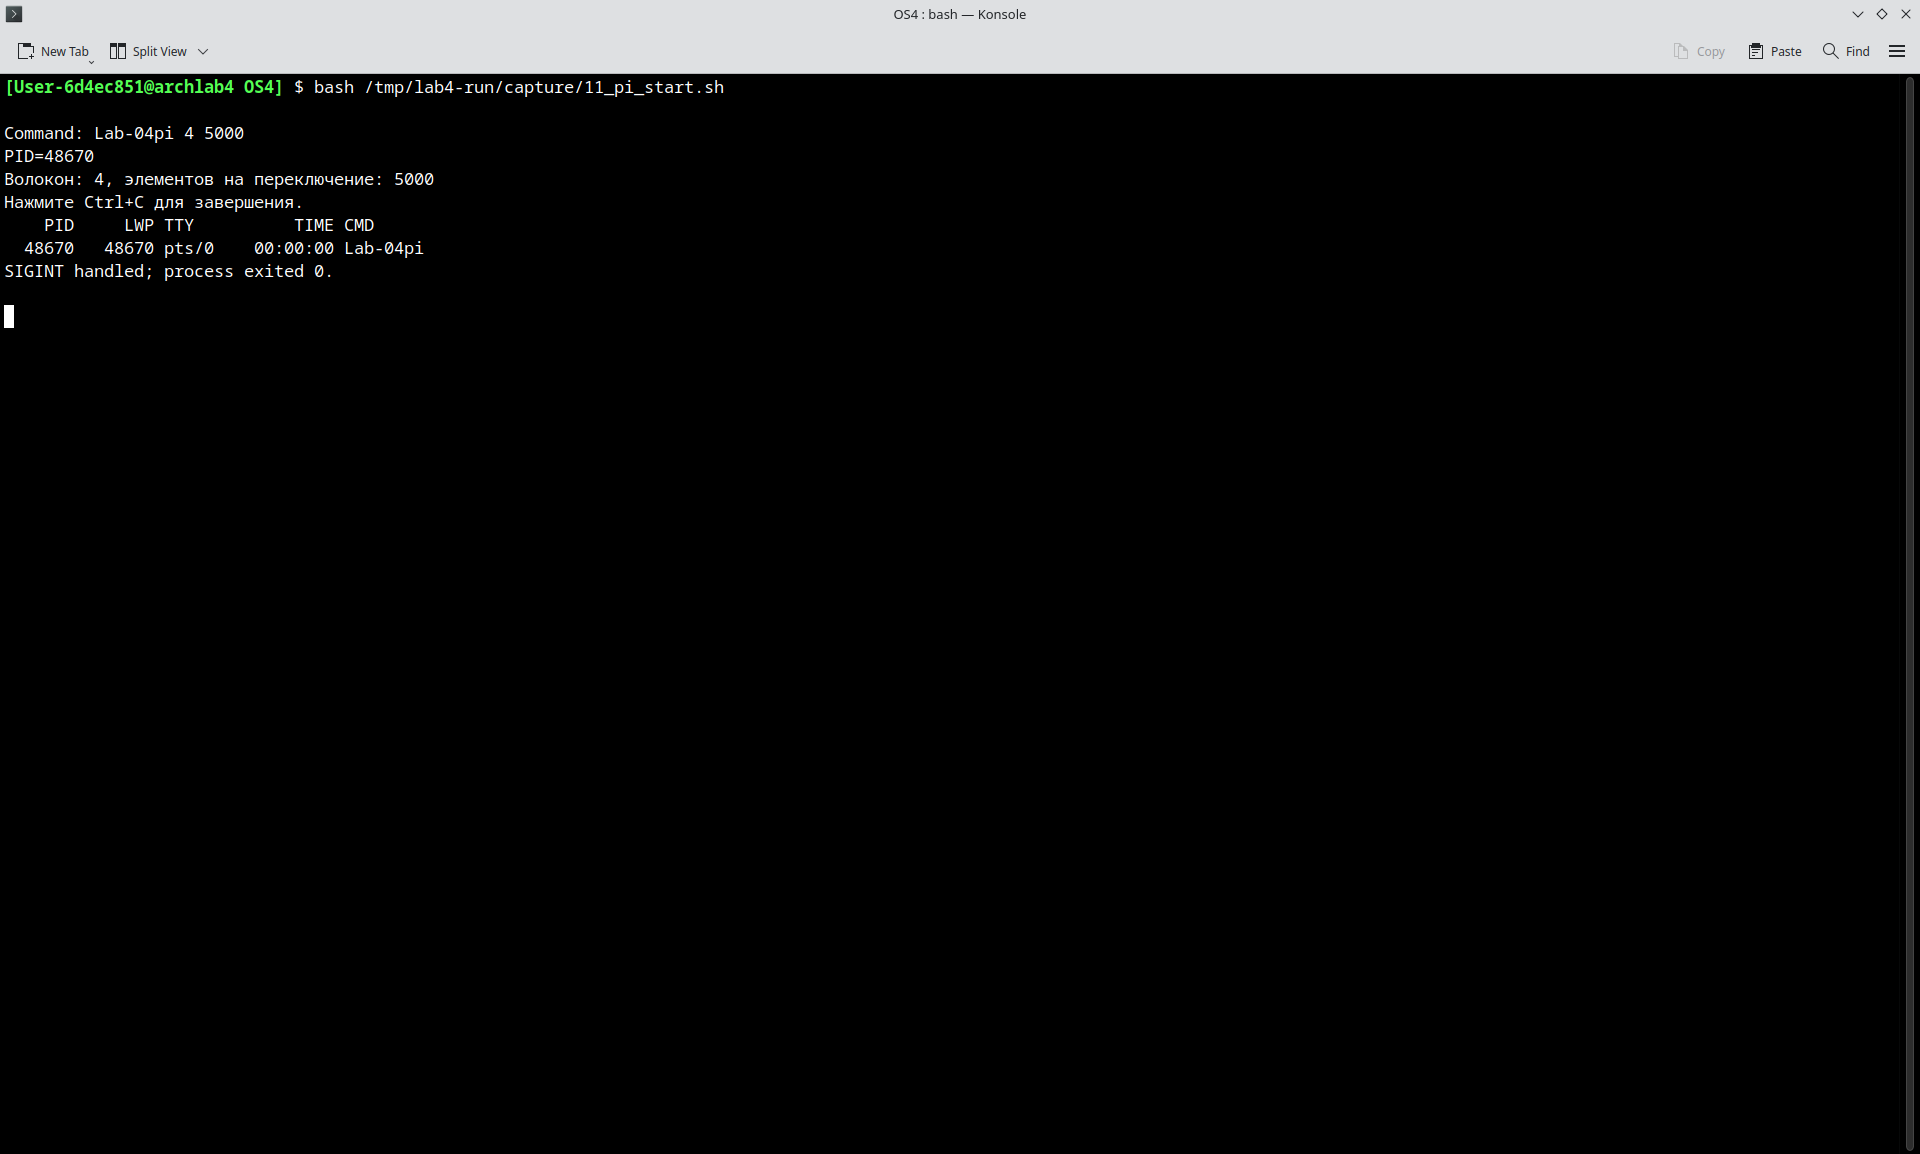 OS4 : bash — Konsole
New Tab Split View Copy Paste Find
[User-6d4ec851@archlab4 OS4] $ bash /tmp/lab4-run/capture/11_pi_start.sh
Command: Lab-04pi 4 5000
PID=48670
Волокон: 4, элементов на переключение: 5000
Нажмите Ctrl+C для завершения.
    PID     LWP TTY          TIME CMD
  48670   48670 pts/0    00:00:00 Lab-04pi
SIGINT handled; process exited 0.